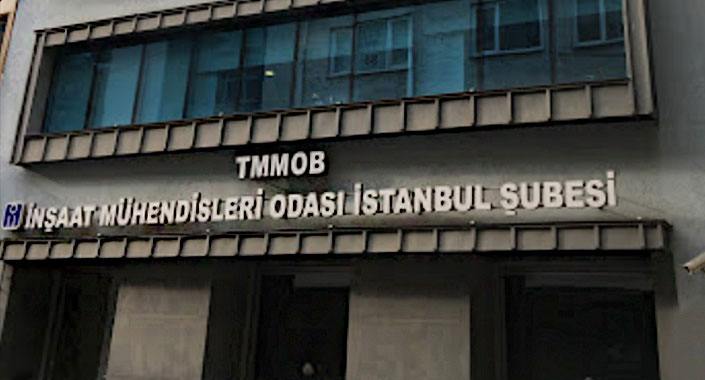 TMMOB
İNŞAAT MÜHENDİSLERİ ODASI İSTANBUL ŞUBESİ